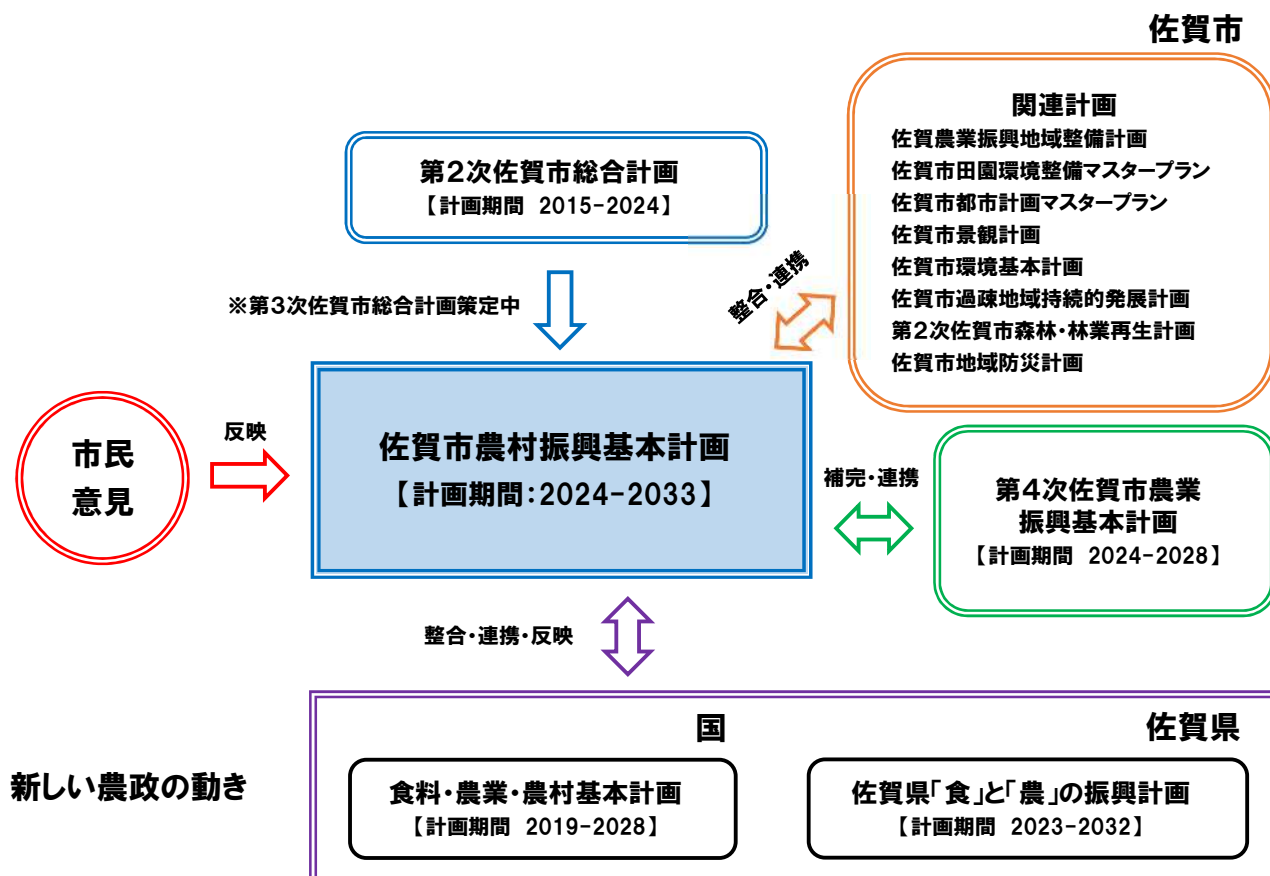 佐賀市
関連計画
佐賀農業振興地域整備計画
佐賀市田園環境整備マスタープラン
佐賀市都市計画マスタープラン
佐賀市景観計画
佐賀市環境基本計画
佐賀市過疎地域持続的発展計画
第2次佐賀市森林・林業再生計画
佐賀市地域防災計画
第2次佐賀市総合計画
【計画期間 2015-2024】
整合・連携
※第3次佐賀市総合計画策定中
市民
意見
反映
佐賀市農村振興基本計画
【計画期間:2024-2033】
補完・連携
第4次佐賀市農業
振興基本計画
【計画期間 2024-2028】
整合・連携・反映
新しい農政の動き
国
食料・農業・農村基本計画
【計画期間 2019-2028】
佐賀県
佐賀県「食」と「農」の振興計画
【計画期間 2023-2032】